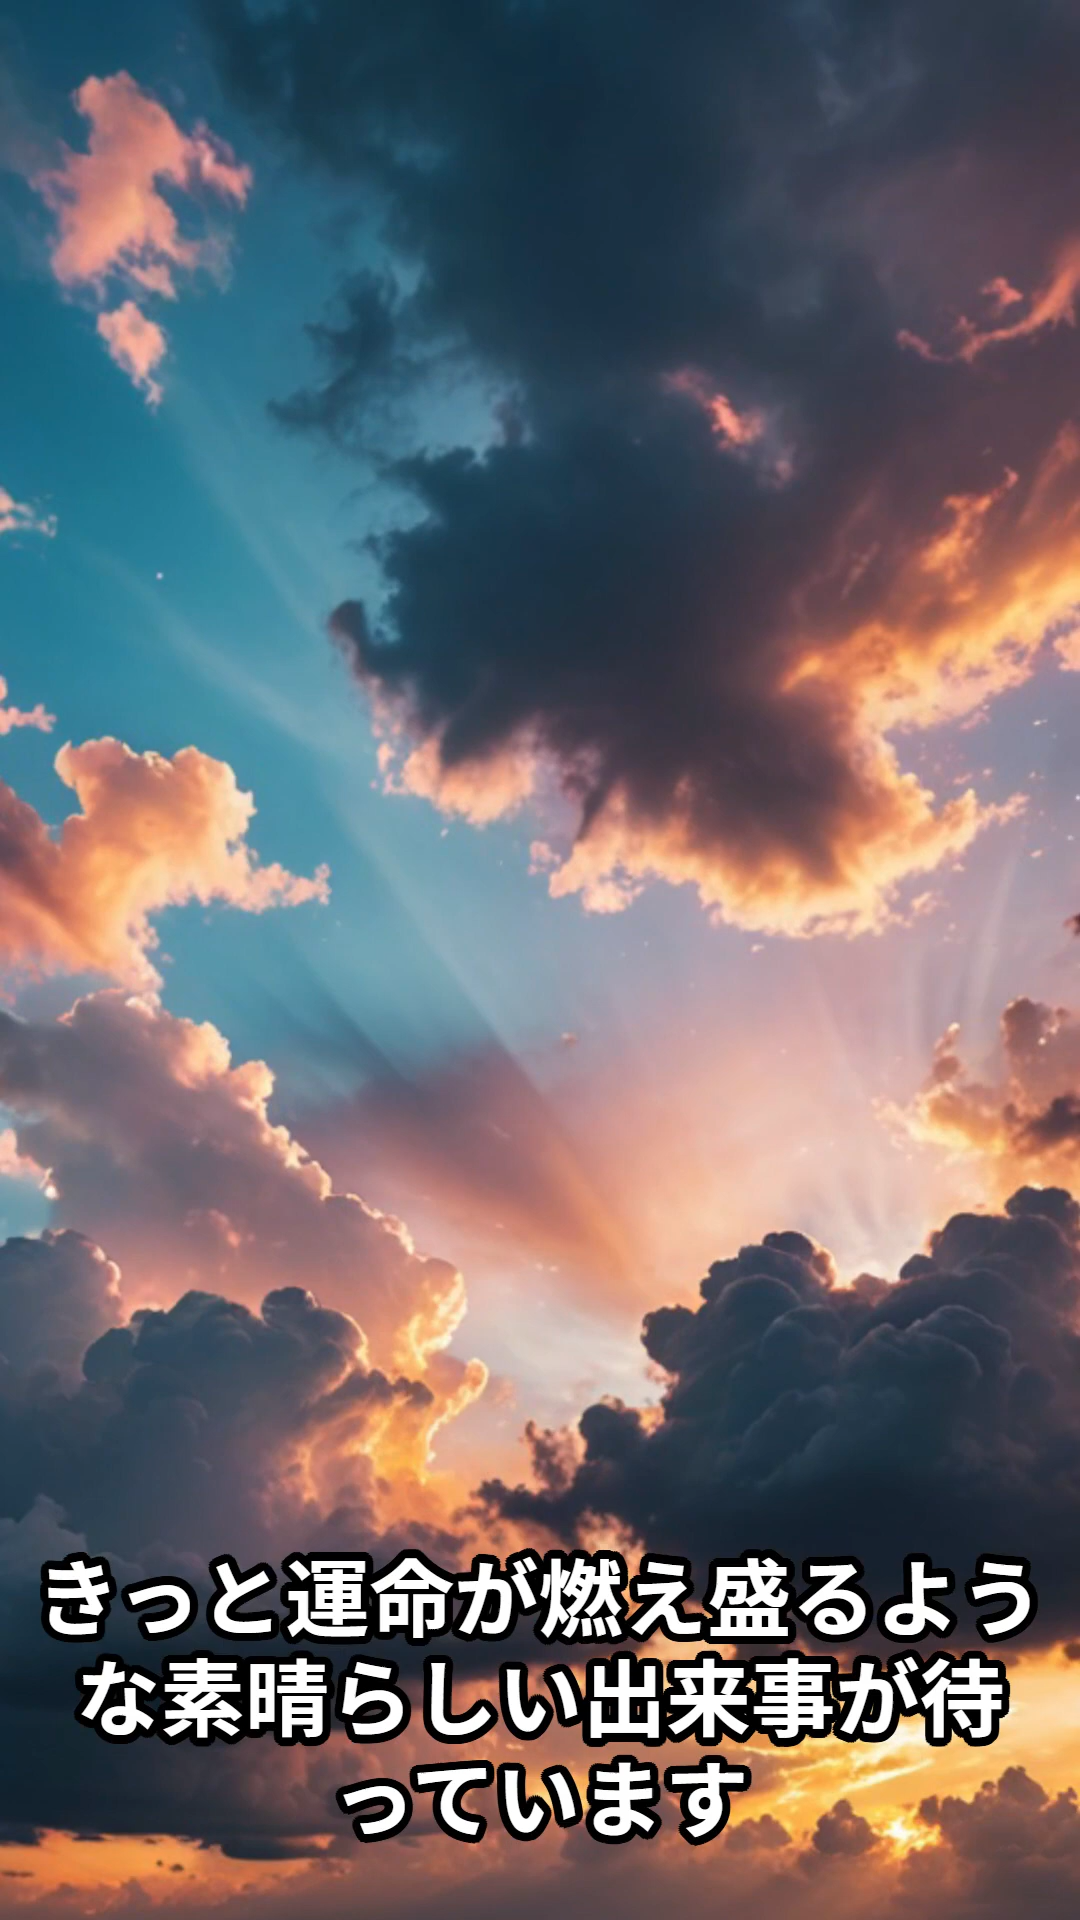 きっと運命が燃え盛るよう
な素晴らしい出来事が待
っています